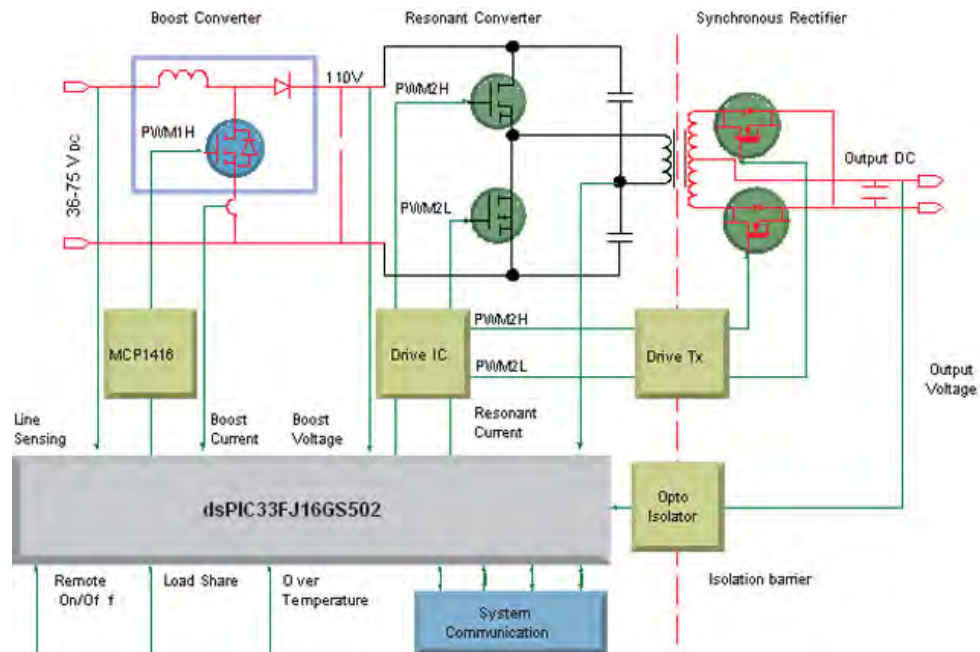 Boost Converter
Resonant Converter
Synchronous Rectifier
110V
PWM2H
PWM1H
36-75 V DC
Output DC
PWM2L
PWM2H
MCP1416
Drive IC
Drive Tx
PWM2L
Output
Voltage
Line
Sensing
Boost
Current
Boost
Voltage
Resonant
Current
dsPIC33FJ16GS502
Opto
Isolator
Remote
On/Of f
Load Share
O ver
Temperature
Isolation barrier
System
Communication